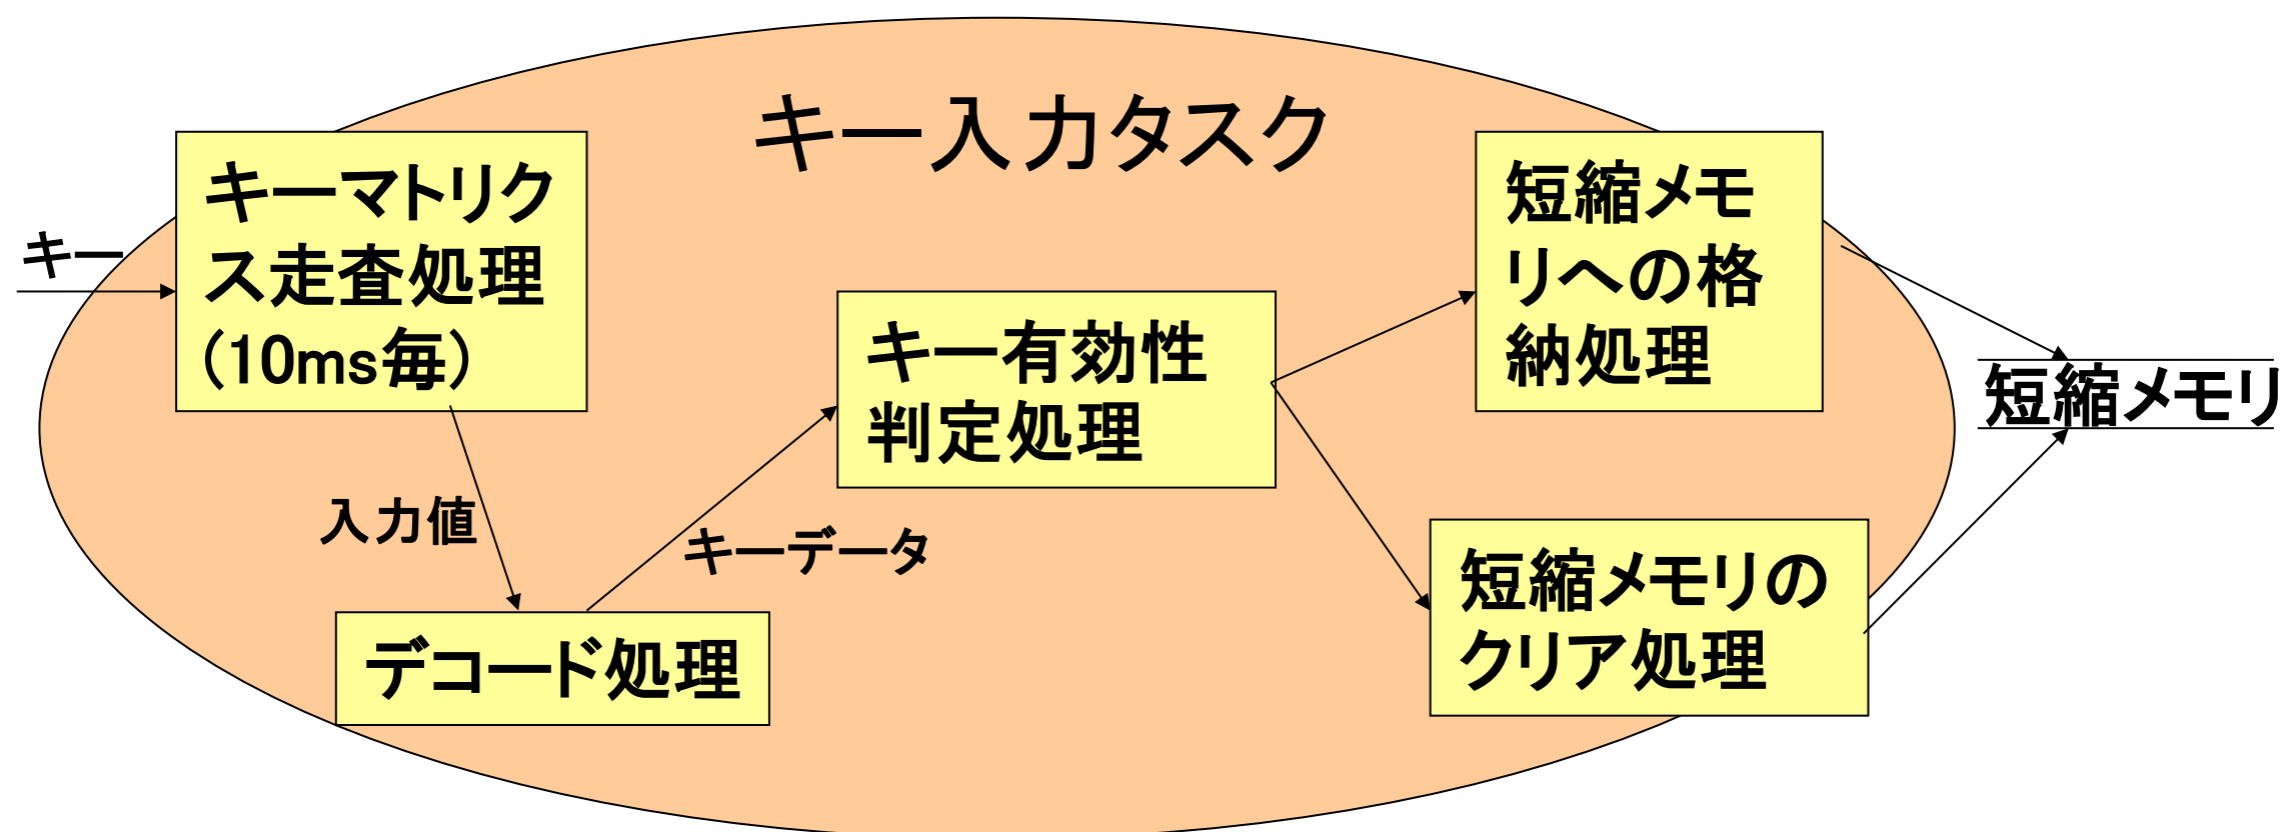 キー入力タスク
キー
キーマトリク
ス走査処理
(10ms毎)
入力値
デコード処理
キーデータ
キー有効性
判定処理
短縮メモ
リへの格
納処理
短縮メモリの
クリア処理
短縮メモリ